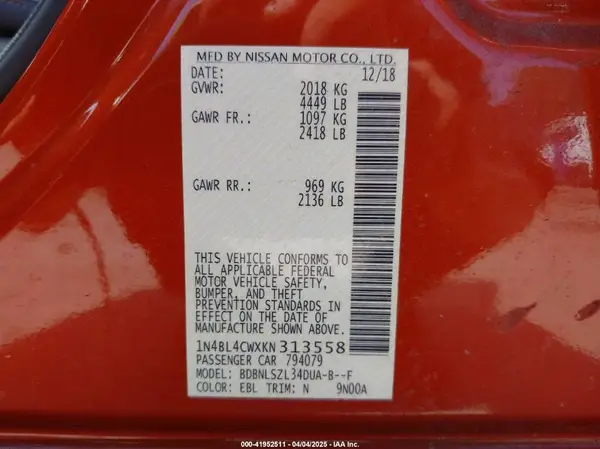 MFD BY NISSAN MOTOR CO., LTD.
DATE: 12/18
GVWR: 2018 KG
4449 LB
GAWR FR.: 1097 KG
2418 LB
GAWR RR.: 969 KG
2136 LB
THIS VEHICLE CONFORMS TO
ALL APPLICABLE FEDERAL
MOTOR VEHICLE SAFETY,
BUMPER, AND THEFT
PREVENTION STANDARDS IN
EFFECT ON THE DATE OF
MANUFACTURE SHOWN ABOVE.
1N4BL4CWXKN313558
PASSENGER CAR 794079
MODEL: BDBNLSZL34DUA-B--F
COLOR: EBL TRIM: N 9N00A
000-41952511 - 04/04/2025 - IAA Inc.